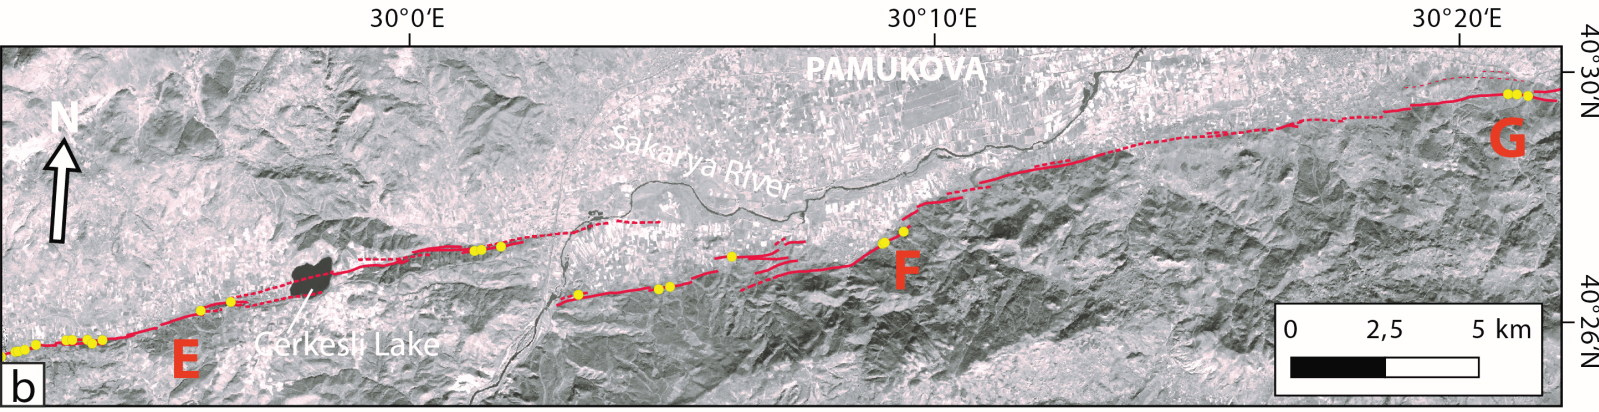 30°0'E 30°10'E 30°20'E
PAMUKOVA
40°30'N
N
G
Sakarya River
F
0 2,5 5 km
40°26'N
Çerkeşli Lake
E
b